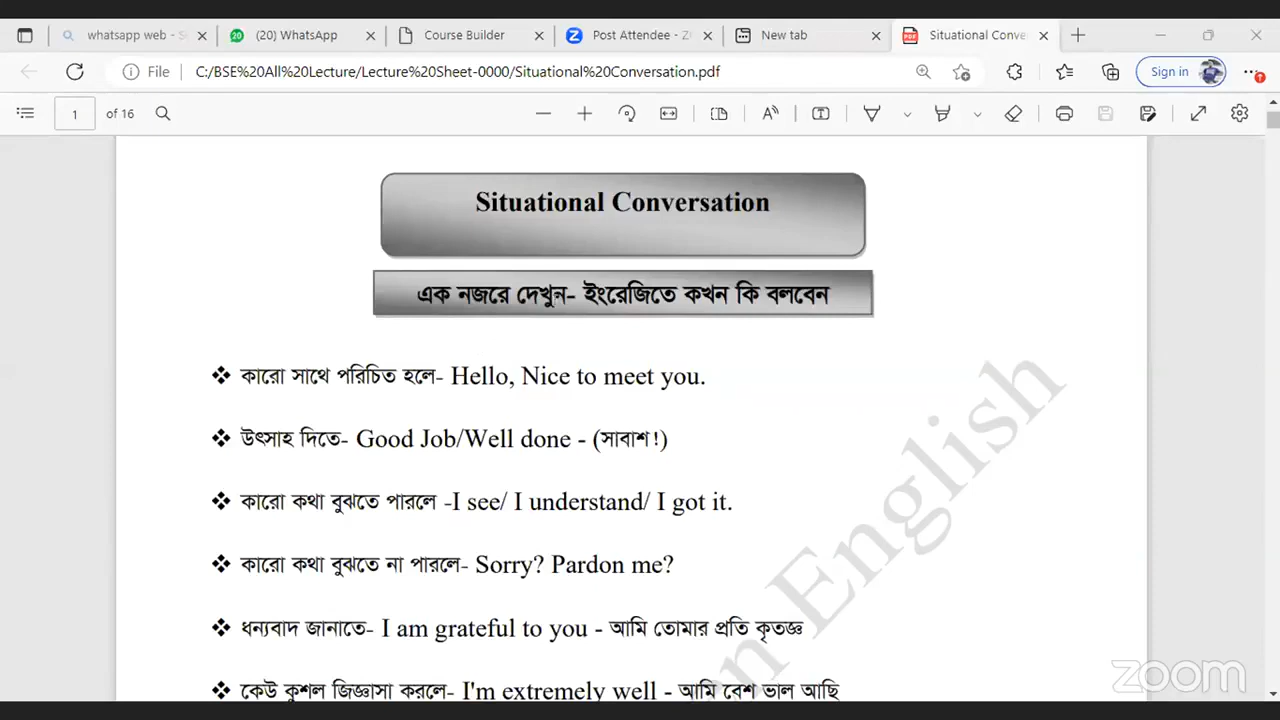 whatsapp web - S
(20) WhatsApp
Course Builder
Post Attendee - Z
New tab
Situational Conve
File
C:/BSE%20All%20Lecture/Lecture%20Sheet-0000/Situational%20Conversation.pdf
Sign in
1 of 16
Situational Conversation
এক নজরে দেখুন- ইংরেজিতে কখন কি বলবেন
❖ কারো সাথে পরিচিত হলে- Hello, Nice to meet you.
❖ উৎসাহ দিতে- Good Job/Well done - (সাবাশ!)
❖ কারো কথা বুঝতে পারলে -I see/ I understand/ I got it.
❖ কারো কথা বুঝতে না পারলে- Sorry? Pardon me?
❖ ধন্যবাদ জানাতে- I am grateful to you - আমি তোমার প্রতি কৃতজ্ঞ
❖ কেউ কুশল জিজ্ঞাসা করলে- I'm extremely well - আমি বেশ ভাল আছি
English
zoom